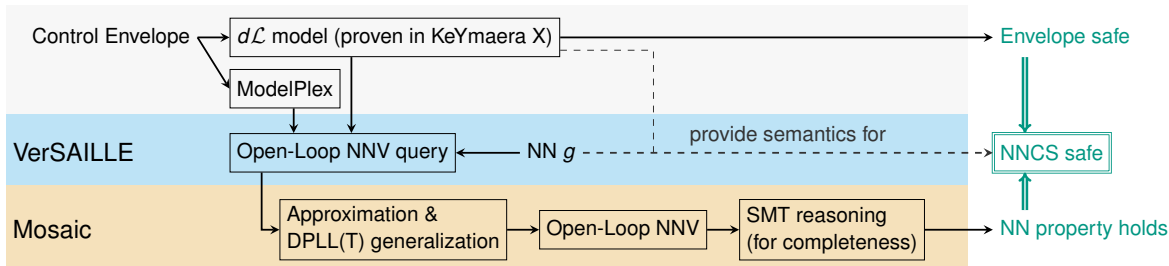 Control Envelope
dℒ model (proven in KeYmaera X)
Envelope safe
ModelPlex
VerSAILLE
Open-Loop NNV query
NN g
provide semantics for
NNCS safe
Mosaic
Approximation &
DPLL(T) generalization
Open-Loop NNV
SMT reasoning
(for completeness)
NN property holds